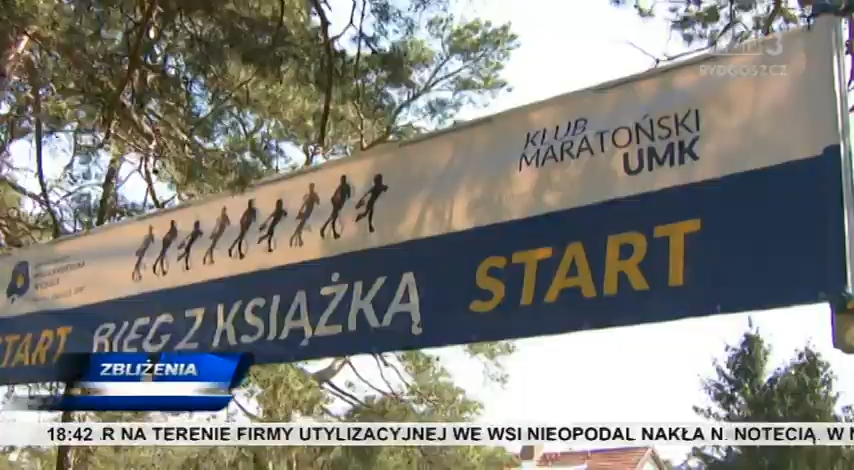 3
BYDGOSZCZ
KLUB
MARATOŃSKI
UMK
START BIEG Z KSIĄŻKĄ START
ZBLIŻENIA
18:42 .R NA TERENIE FIRMY UTYLIZACYJNEJ WE WSI NIEOPODAL NAKŁA N. NOTECIĄ. W N